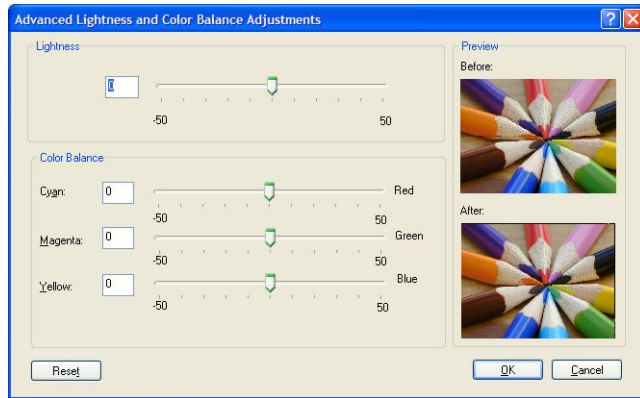 Advanced Lightness and Color Balance Adjustments
Lightness
0
-50 50
Color Balance
Cyan: 0 Red
-50 50
Magenta: 0 Green
-50 50
Yellow: 0 Blue
-50 50
Preview
Before:
After:
Reset
OK
Cancel